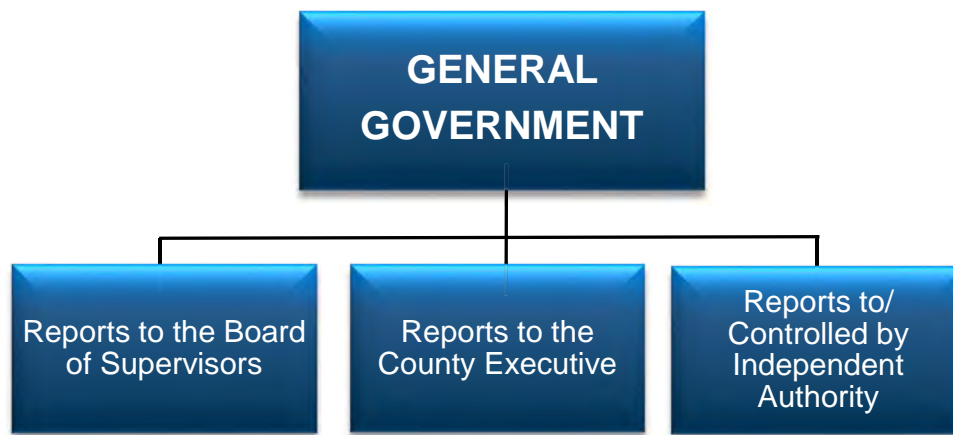 GENERAL
GOVERNMENT
Reports to the Board
of Supervisors
Reports to the
County Executive
Reports to/
Controlled by
Independent
Authority